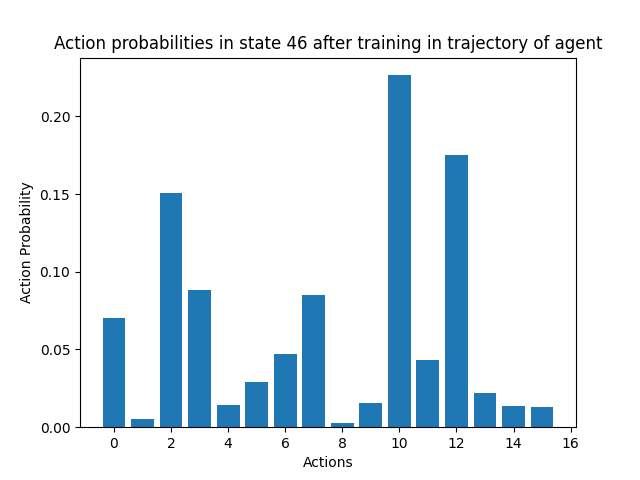 Action probabilities in state 46 after training in trajectory of agent
0.20
0.15
0.10
0.05
0.00
Action Probability
0 2 4 6 8 10 12 14 16
Actions